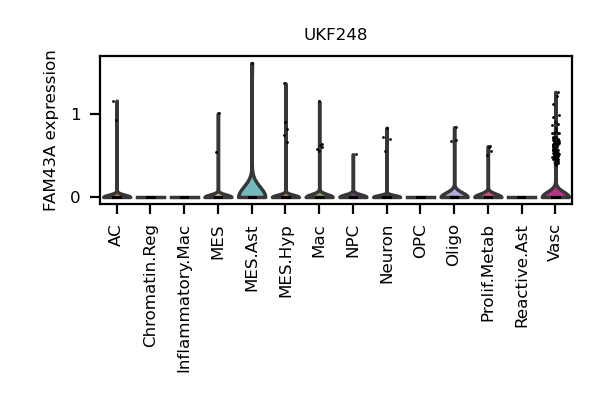 UKF248
FAM43A expression
1
0
AC
Chromatin.Reg
Inflammatory.Mac
MES
MES.Ast
MES.Hyp
Mac
NPC
Neuron
OPC
Oligo
Prolif.Metab
Reactive.Ast
Vasc